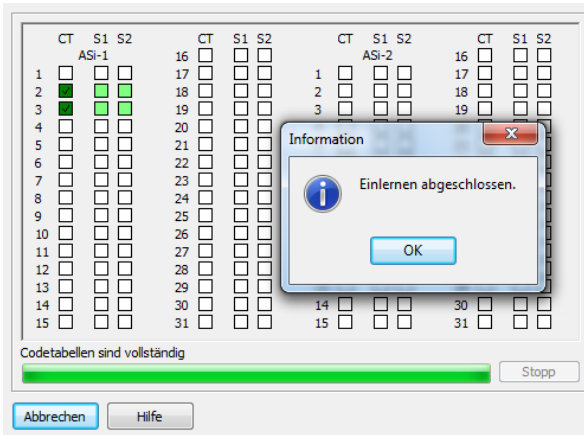 CT S1 S2 CT S1 S2 CT S1 S2 CT S1 S2
ASi-1 16 ASi-2 16
1 17 1 17
2 18 2 18
3 19 3 19
4 20
5 21
6 22
7 23
8 24
9 25
10 26
11 27
12 28
13 29
14 30 14 30
15 31 15 31
Information
Einlernen abgeschlossen.
OK
Codetabellen sind vollständig
Stopp
Abbrechen Hilfe